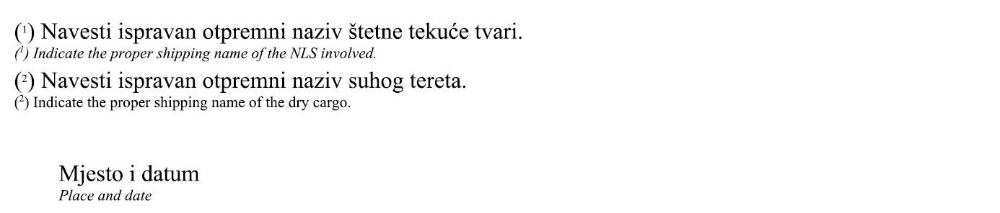 (¹) Navesti ispravan otpremni naziv štetne tekuće tvari.
(¹) Indicate the proper shipping name of the NLS involved.
(²) Navesti ispravan otpremni naziv suhog tereta.
(²) Indicate the proper shipping name of the dry cargo.
Mjesto i datum
Place and date